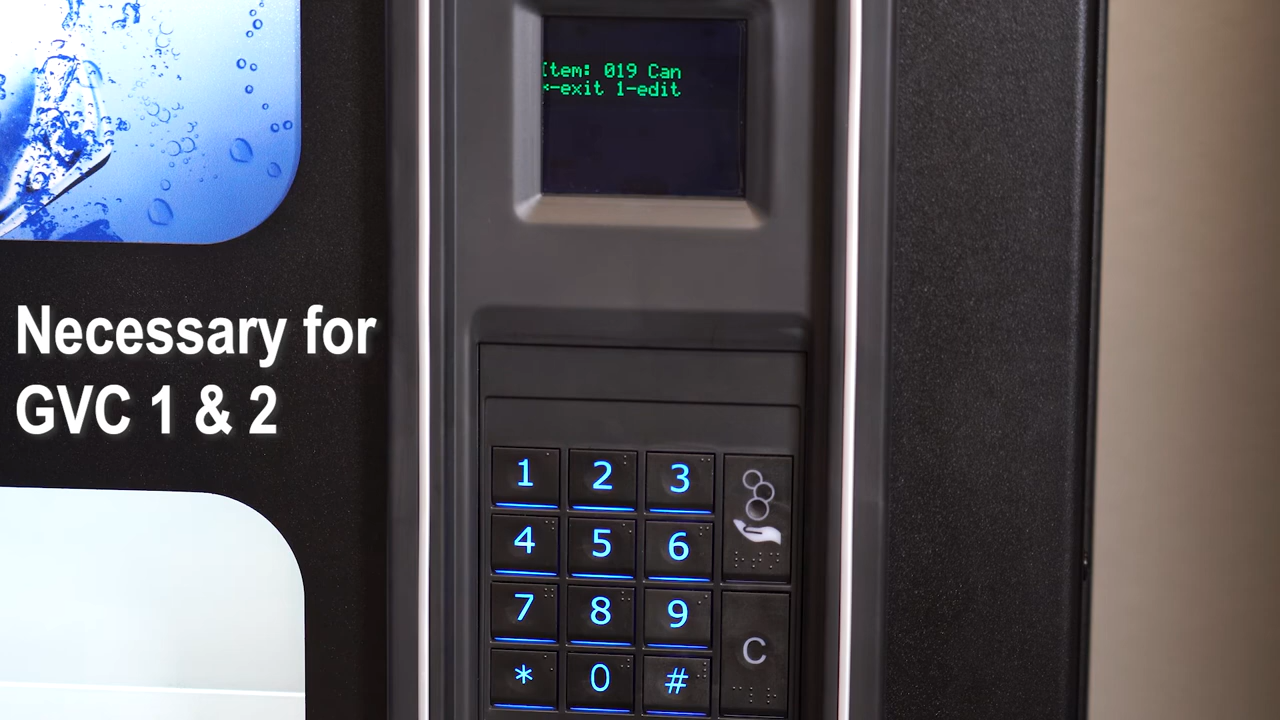 Item: 019 Can
*-exit 1-edit
Necessary for
GVC 1 & 2
1 2 3
4 5 6
7 8 9
C
* 0 #